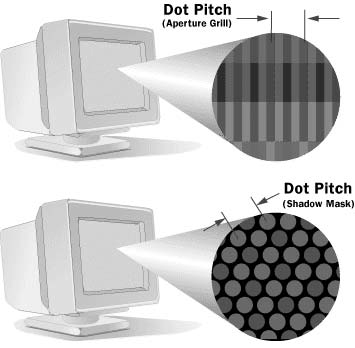 Dot Pitch
(Aperture Grill)
Dot Pitch
(Shadow Mask)